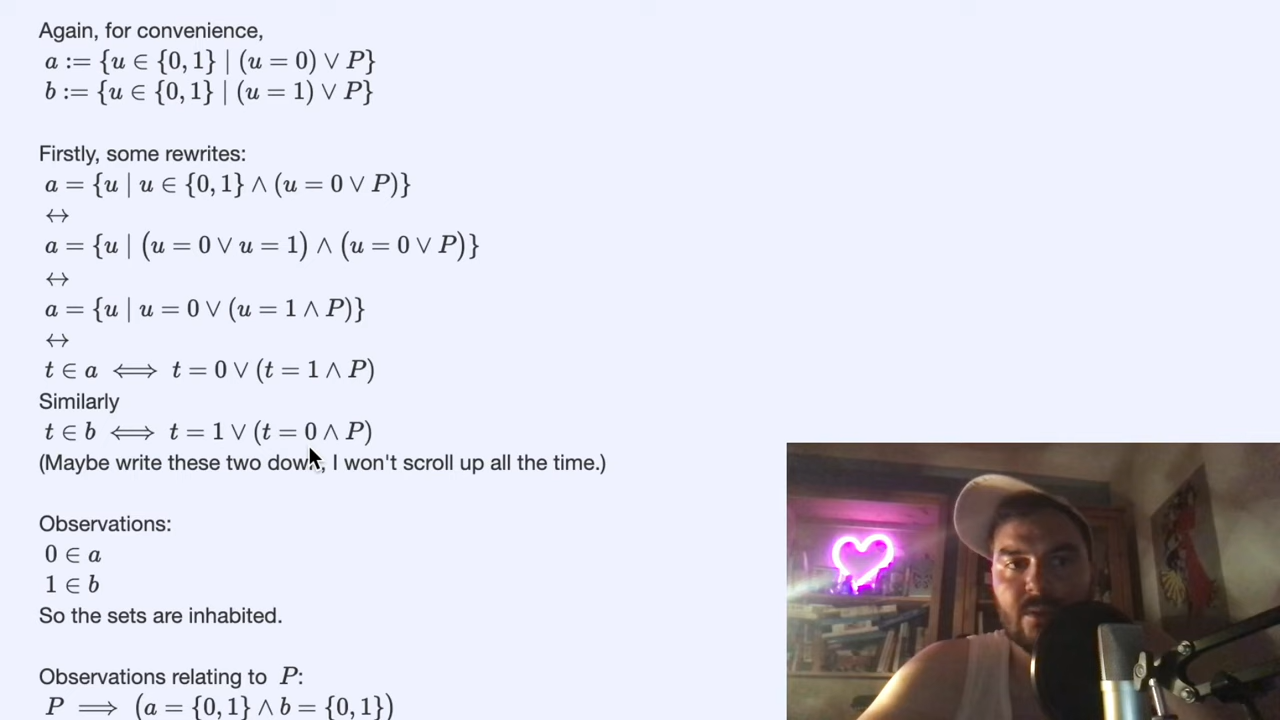 Again, for convenience,
a := {u ∈ {0, 1} | (u = 0) ∨ P}
b := {u ∈ {0, 1} | (u = 1) ∨ P}
Firstly, some rewrites:
a = {u | u ∈ {0, 1} ∧ (u = 0 ∨ P)}
↔
a = {u | (u = 0 ∨ u = 1) ∧ (u = 0 ∨ P)}
↔
a = {u | u = 0 ∨ (u = 1 ∧ P)}
↔
t ∈ a ⟺ t = 0 ∨ (t = 1 ∧ P)
Similarly
t ∈ b ⟺ t = 1 ∨ (t = 0 ∧ P)
(Maybe write these two down, I won't scroll up all the time.)
Observations:
0 ∈ a
1 ∈ b
So the sets are inhabited.
Observations relating to P:
P ⟹ (a = {0, 1} ∧ b = {0, 1})